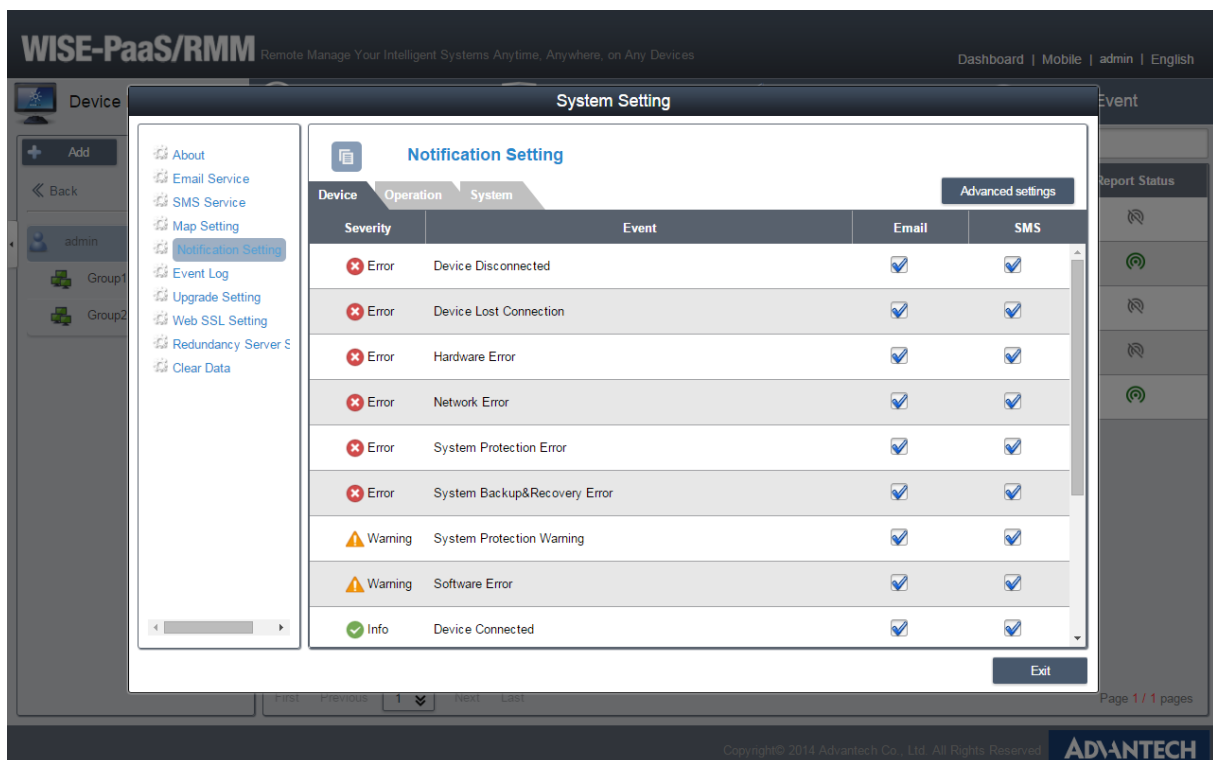 WISE-PaaS/RMM Remote Manage Your Intelligent Systems Anytime, Anywhere, on Any Devices
Dashboard | Mobile | admin | English
Device
System Setting
Event
Add
Back
admin
Group1
Group2
About
Email Service
SMS Service
Map Setting
Notification Setting
Event Log
Upgrade Setting
Web SSL Setting
Redundancy Server S
Clear Data
Notification Setting
Device Operation System
Advanced settings
Severity Event Email SMS
Error Device Disconnected
Error Device Lost Connection
Error Hardware Error
Error Network Error
Error System Protection Error
Error System Backup&Recovery Error
Warning System Protection Warning
Warning Software Error
Info Device Connected
Exit
Report Status
First Previous 1 Next Last
Page 1 / 1 pages
Copyright© 2014 Advantech Co., Ltd. All Rights Reserved
ADVANTECH